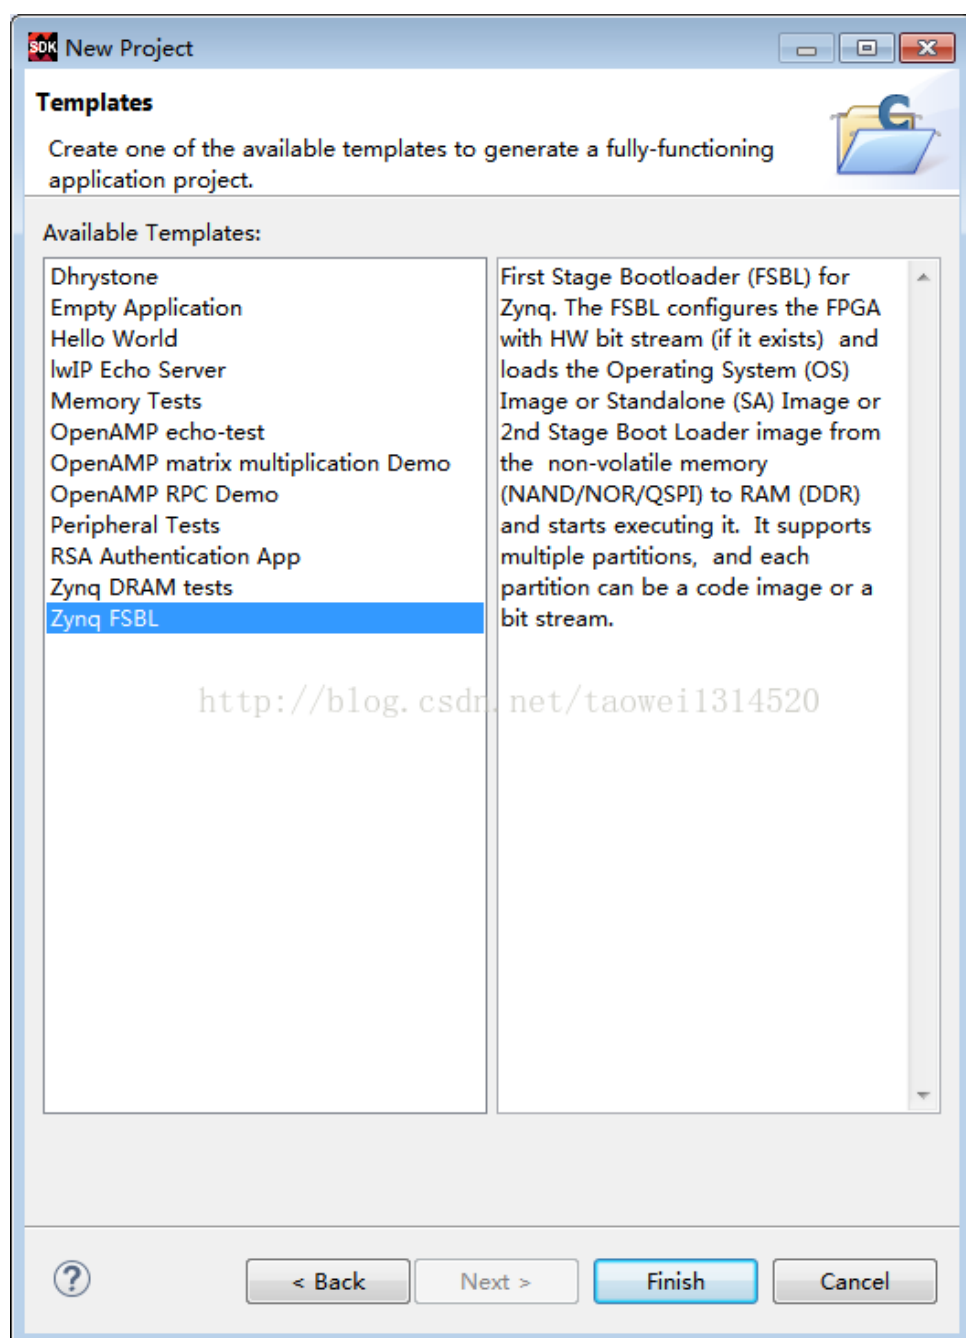 SDK New Project
Templates
Create one of the available templates to generate a fully-functioning
application project.
Available Templates:
Dhrystone
Empty Application
Hello World
lwIP Echo Server
Memory Tests
OpenAMP echo-test
OpenAMP matrix multiplication Demo
OpenAMP RPC Demo
Peripheral Tests
RSA Authentication App
Zynq DRAM tests
Zynq FSBL
First Stage Bootloader (FSBL) for
Zynq. The FSBL configures the FPGA
with HW bit stream (if it exists)  and
loads the Operating System (OS)
Image or Standalone (SA) Image or
2nd Stage Boot Loader image from
the  non-volatile memory
(NAND/NOR/QSPI) to RAM (DDR)
and starts executing it.  It supports
multiple partitions,  and each
partition can be a code image or a
bit stream.
http://blog.csdn.net/taowei1314520
< Back
Next >
Finish
Cancel